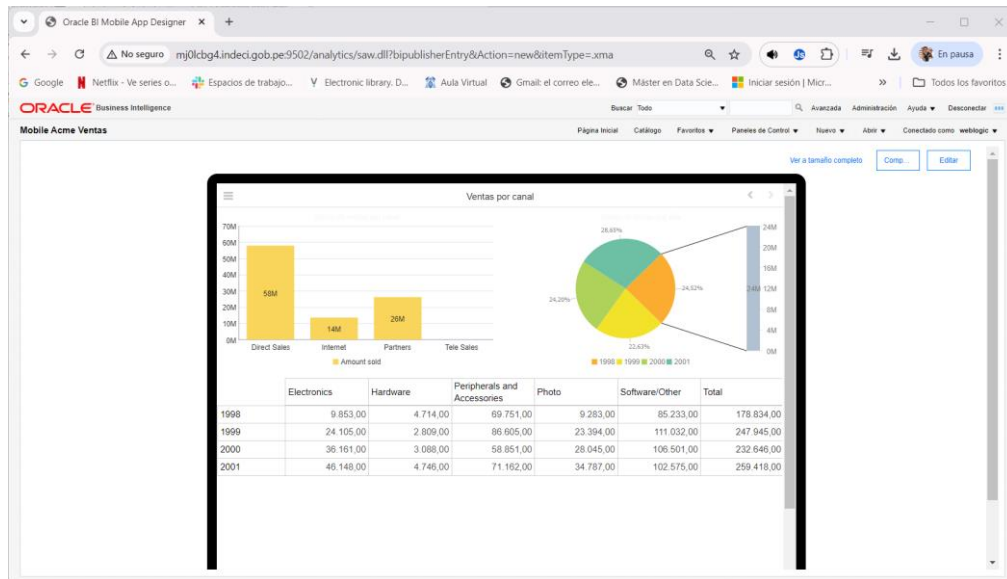 Oracle BI Mobile App Designer
No seguro mj0lcbg4.indeci.gob.pe:9502/analytics/saw.dll?bipublisherEntry&Action=new&itemType=.xma En pausa
Google Netflix - Ve series o... Espacios de trabajo... Electronic library. D... Aula Virtual Gmail: el correo ele... Máster en Data Scie... Iniciar sesión | Micr... » Todos los favoritos
ORACLE Business Intelligence Buscar Todo Avanzada Administración Ayuda Desconectar
Mobile Acme Ventas Página Inicial Catálogo Favoritos Paneles de Control Nuevo Abrir Conectado como weblogic
Ver a tamaño completo Comp... Editar
Ventas por canal
70M
60M
50M
40M
30M
20M
10M
0M
58M
14M
26M
Direct Sales Internet Partners Tele Sales
Amount sold
28,65%
24,52%
24,20%
22,63%
1998 1999 2000 2001
24M
20M
16M
24M 12M
8M
4M
0M
Electronics Hardware Peripherals and Accessories Photo Software/Other Total
1998 9.853,00 4.714,00 69.751,00 9.283,00 85.233,00 178.834,00
1999 24.105,00 2.809,00 86.605,00 23.394,00 111.032,00 247.945,00
2000 36.161,00 3.088,00 58.851,00 28.045,00 106.501,00 232.646,00
2001 46.148,00 4.746,00 71.162,00 34.787,00 102.575,00 259.418,00